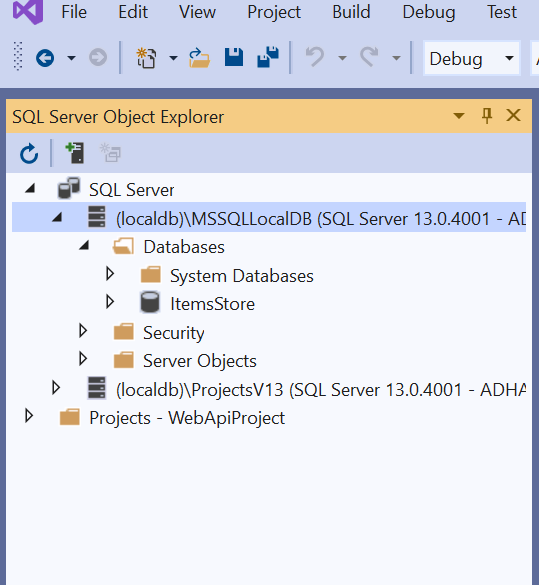 File Edit View Project Build Debug Test
Debug
SQL Server Object Explorer
SQL Server
(localdb)\MSSQLLocalDB (SQL Server 13.0.4001 - AD
Databases
System Databases
ItemsStore
Security
Server Objects
(localdb)\ProjectsV13 (SQL Server 13.0.4001 - ADHA
Projects - WebApiProject